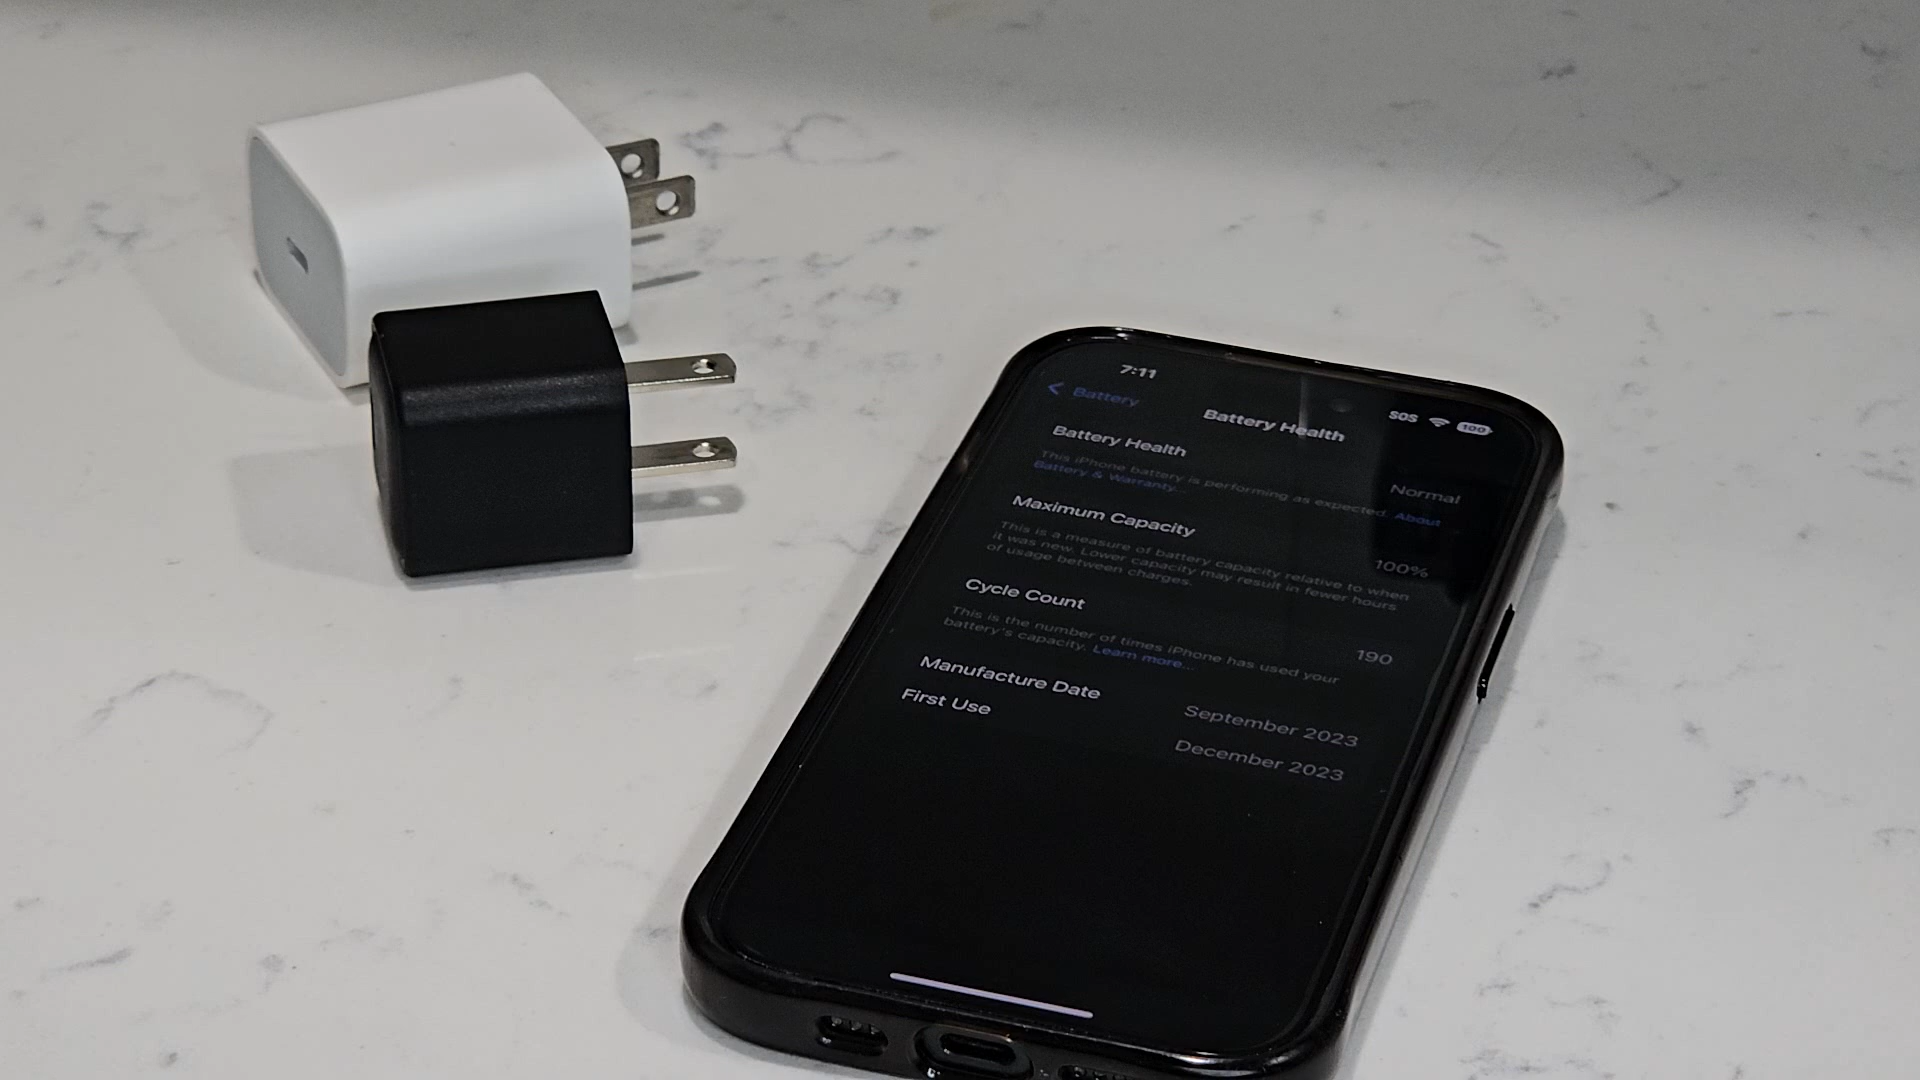 7:11
SOS 100
Battery
Battery Health
Battery Health
Normal
This iPhone battery is performing as expected. About
Battery & Warranty...
Maximum Capacity
100%
This is a measure of battery capacity relative to when
it was new. Lower capacity may result in fewer hours
of usage between charges.
Cycle Count
190
This is the number of times iPhone has used your
battery's capacity. Learn more...
Manufacture Date
September 2023
First Use
December 2023